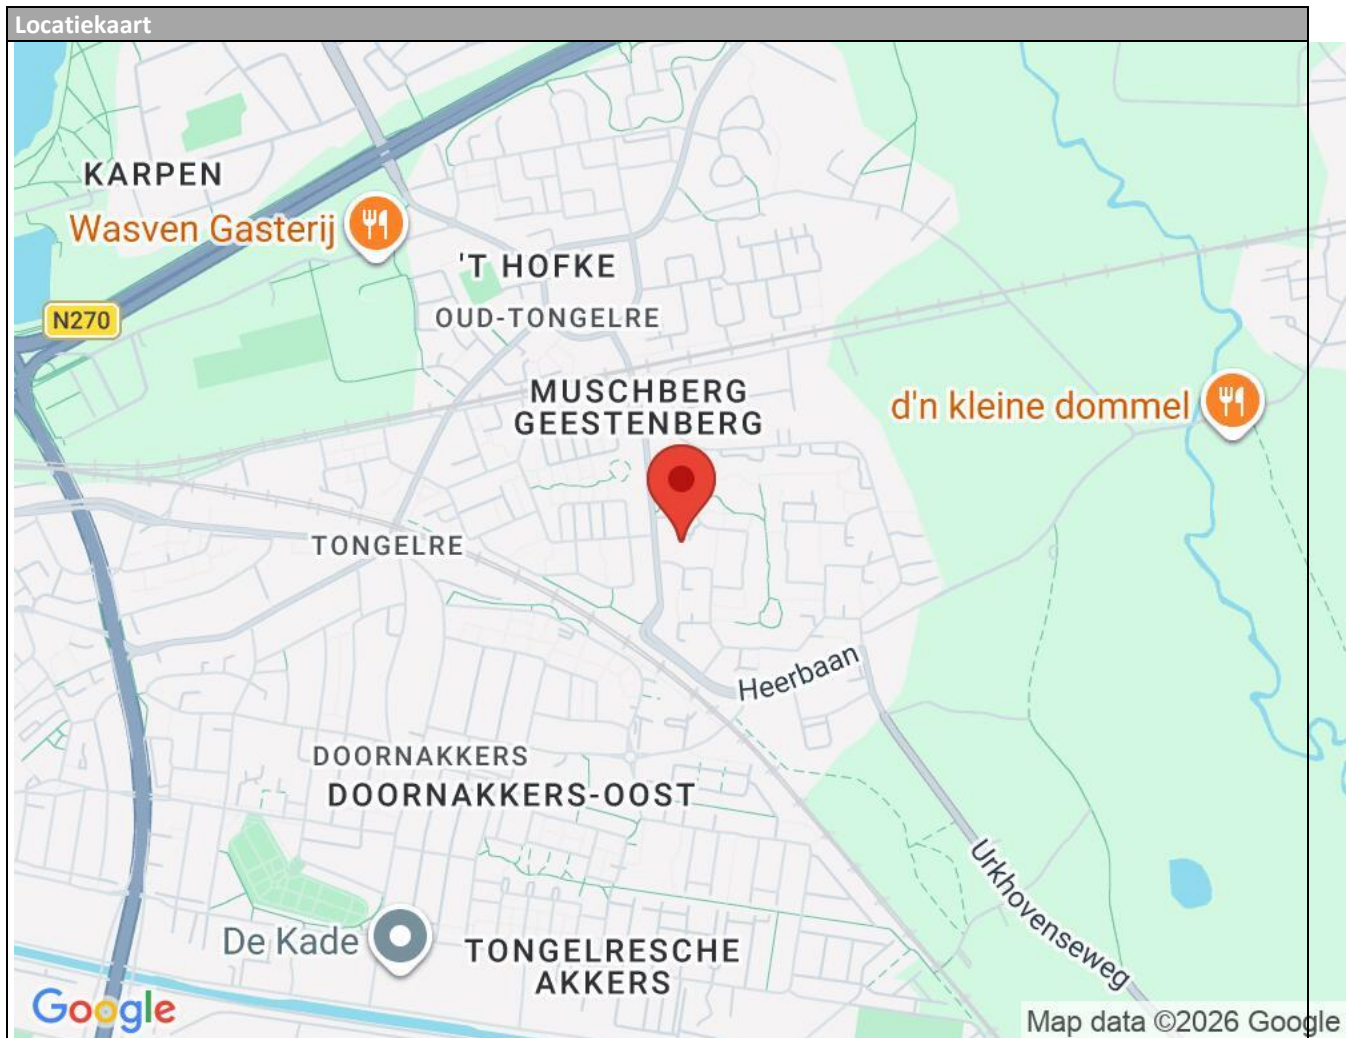 Locatiekaart
KARPEN
Wasven Gasterij
'T HOFKE
N270
OUD-TONGELRE
MUSCHBERG
GEESTENBERG
d'n kleine dommel
TONGELRE
Heerbaan
DOORNAKKERS
DOORNAKKERS-OOST
Urkhovenseweg
De Kade
TONGELRESCHE
AKKERS
Google
Map data ©2026 Google